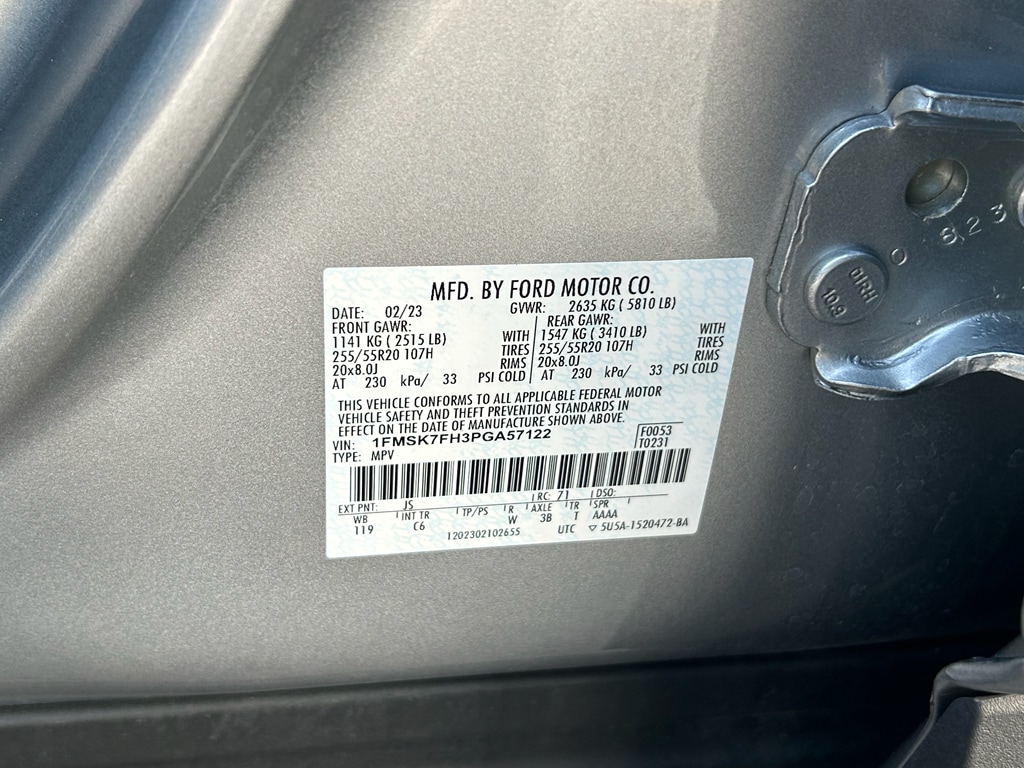 MFD. BY FORD MOTOR CO.
DATE: 02/23 GVWR: 2635 KG ( 5810 LB)
FRONT GAWR: REAR GAWR:
1141 KG ( 2515 LB) WITH 1547 KG ( 3410 LB) WITH
255/55R20 107H TIRES 255/55R20 107H TIRES
20x8.0J RIMS 20x8.0J RIMS
AT 230 kPa/ 33 PSI COLD AT 230 kPa/ 33 PSI COLD
THIS VEHICLE CONFORMS TO ALL APPLICABLE FEDERAL MOTOR
VEHICLE SAFETY AND THEFT PREVENTION STANDARDS IN
EFFECT ON THE DATE OF MANUFACTURE SHOWN ABOVE.
VIN: 1FMSK7FH3PGA57122 F0053
TYPE: MPV T0231
EXT PNT: JS RC: 71 DSO:
WB INT TR TP/PS R AXLE TR SPR
119 C6 W 3B T AAAA
1202302102655 UTC ▽ 5U5A-1520472-BA
0 823
109